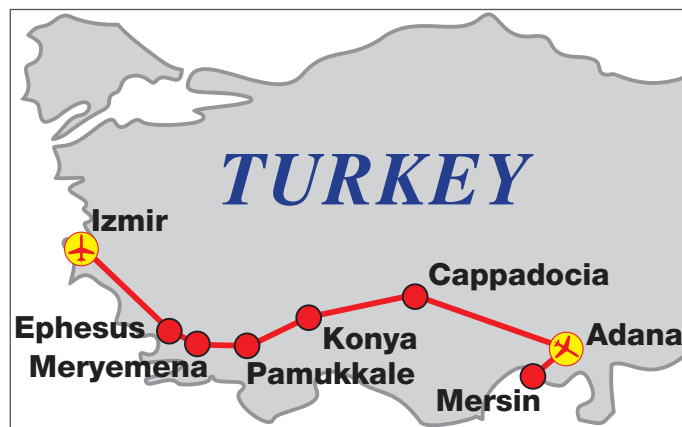 TURKEY
Izmir
Cappadocia
Ephesus
Konya
Adana
Meryemena
Pamukkale
Mersin